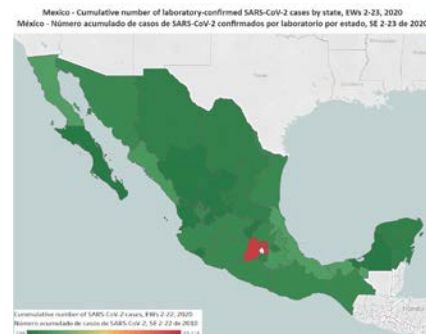 Mexico - Cumulative number of laboratory-confirmed SARS-CoV-2 cases by state, EWs 2-23, 2020
México - Número acumulado de casos de SARS-CoV-2 confirmados por laboratorio por estado, SE 2-23 de 2020
Texas
Cummulative number of SARS-CoV-2 cases, EWs 2-22, 2020
Número acumulado de casos de SARS-CoV-2, SE 2-22 de 2020